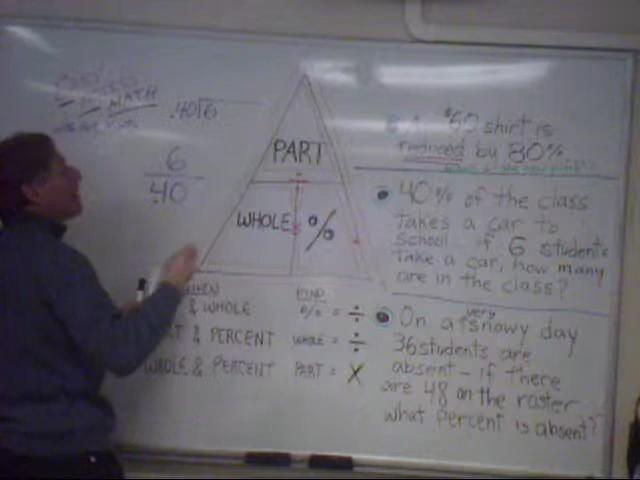 MATH
.40)6
6
.40
PART
WHOLE
%
$60 shirt is
reduced by 80%
40% of the class
takes a car to
school - if 6 students
take a car, how many
are in the class?
FIND
& WHOLE % = ÷
& PERCENT WHOLE = ÷
WHOLE & PERCENT PART = X
very
On a snowy day
36 students are
absent - if there
are 48 on the raster
what percent is absent?